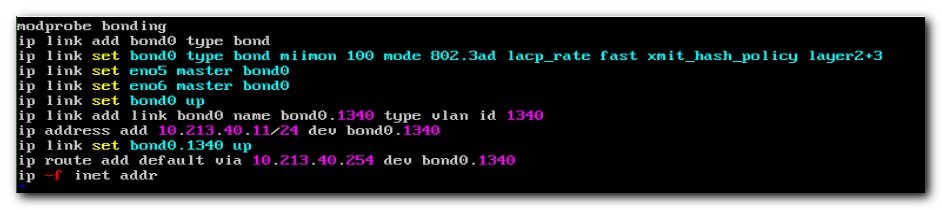 modprobe bonding
ip link add bond0 type bond
ip link set bond0 type bond miimon 100 mode 802.3ad lacp_rate fast xmit_hash_policy layer2+3
ip link set eno5 master bond0
ip link set eno6 master bond0
ip link set bond0 up
ip link add link bond0 name bond0.1340 type vlan id 1340
ip address add 10.213.40.11/24 dev bond0.1340
ip link set bond0.1340 up
ip route add default via 10.213.40.254 dev bond0.1340
ip -f inet addr